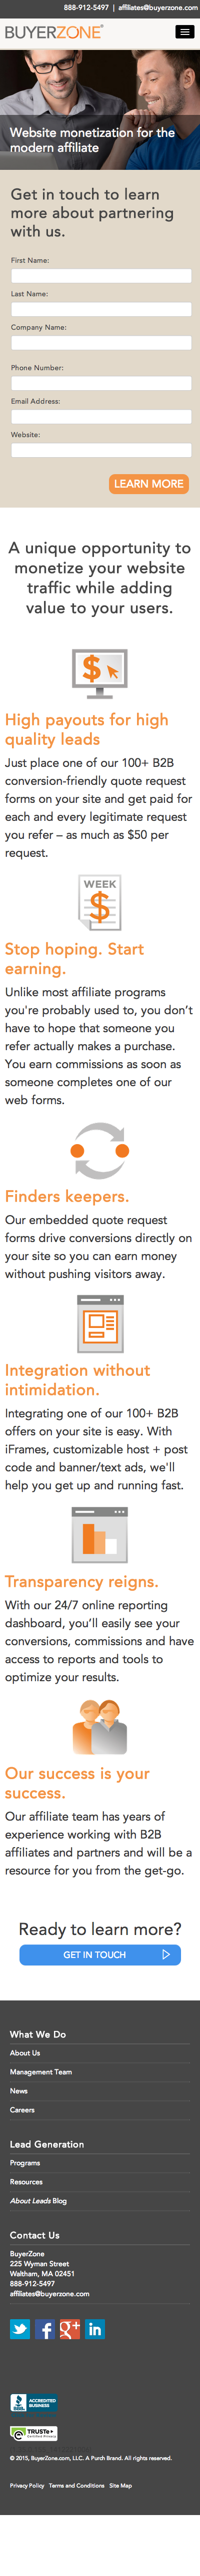 888-912-5497 | affiliates@buyerzone.com
BUYERZONE
Website monetization for the
modern affiliate
Get in touch to learn
more about partnering
with us.
First Name:
Last Name:
Company Name:
Phone Number:
Email Address:
Website:
LEARN MORE
A unique opportunity to
monetize your website
traffic while adding
value to your users.
$
High payouts for high
quality leads
Just place one of our 100+ B2B
conversion-friendly quote request
forms on your site and get paid for
each and every legitimate request
you refer – as much as $50 per
request.
WEEK
$
Stop hoping. Start
earning.
Unlike most affiliate programs
you're probably used to, you don't
have to hope that someone you
refer actually makes a purchase.
You earn commissions as soon as
someone completes one of our
web forms.
Finders keepers.
Our embedded quote request
forms drive conversions directly on
your site so you can earn money
without pushing visitors away.
Integration without
intimidation.
Integrating one of our 100+ B2B
offers on your site is easy. With
iFrames, customizable host + post
code and banner/text ads, we'll
help you get up and running fast.
Transparency reigns.
With our 24/7 online reporting
dashboard, you'll easily see your
conversions, commissions and have
access to reports and tools to
optimize your results.
Our success is your
success.
Our affiliate team has years of
experience working with B2B
affiliates and partners and will be a
resource for you from the get-go.
Ready to learn more?
GET IN TOUCH
What We Do
About Us
Management Team
News
Careers
Lead Generation
Programs
Resources
About Leads Blog
Contact Us
BuyerZone
225 Wyman Street
Waltham, MA 02451
888-912-5497
affiliates@buyerzone.com
f g+ in
BBB ACCREDITED
BUSINESS
TRUSTe
Certified Privacy
© 2015, BuyerZone.com, LLC. A Purch Brand. All rights reserved.
Privacy Policy Terms and Conditions Site Map